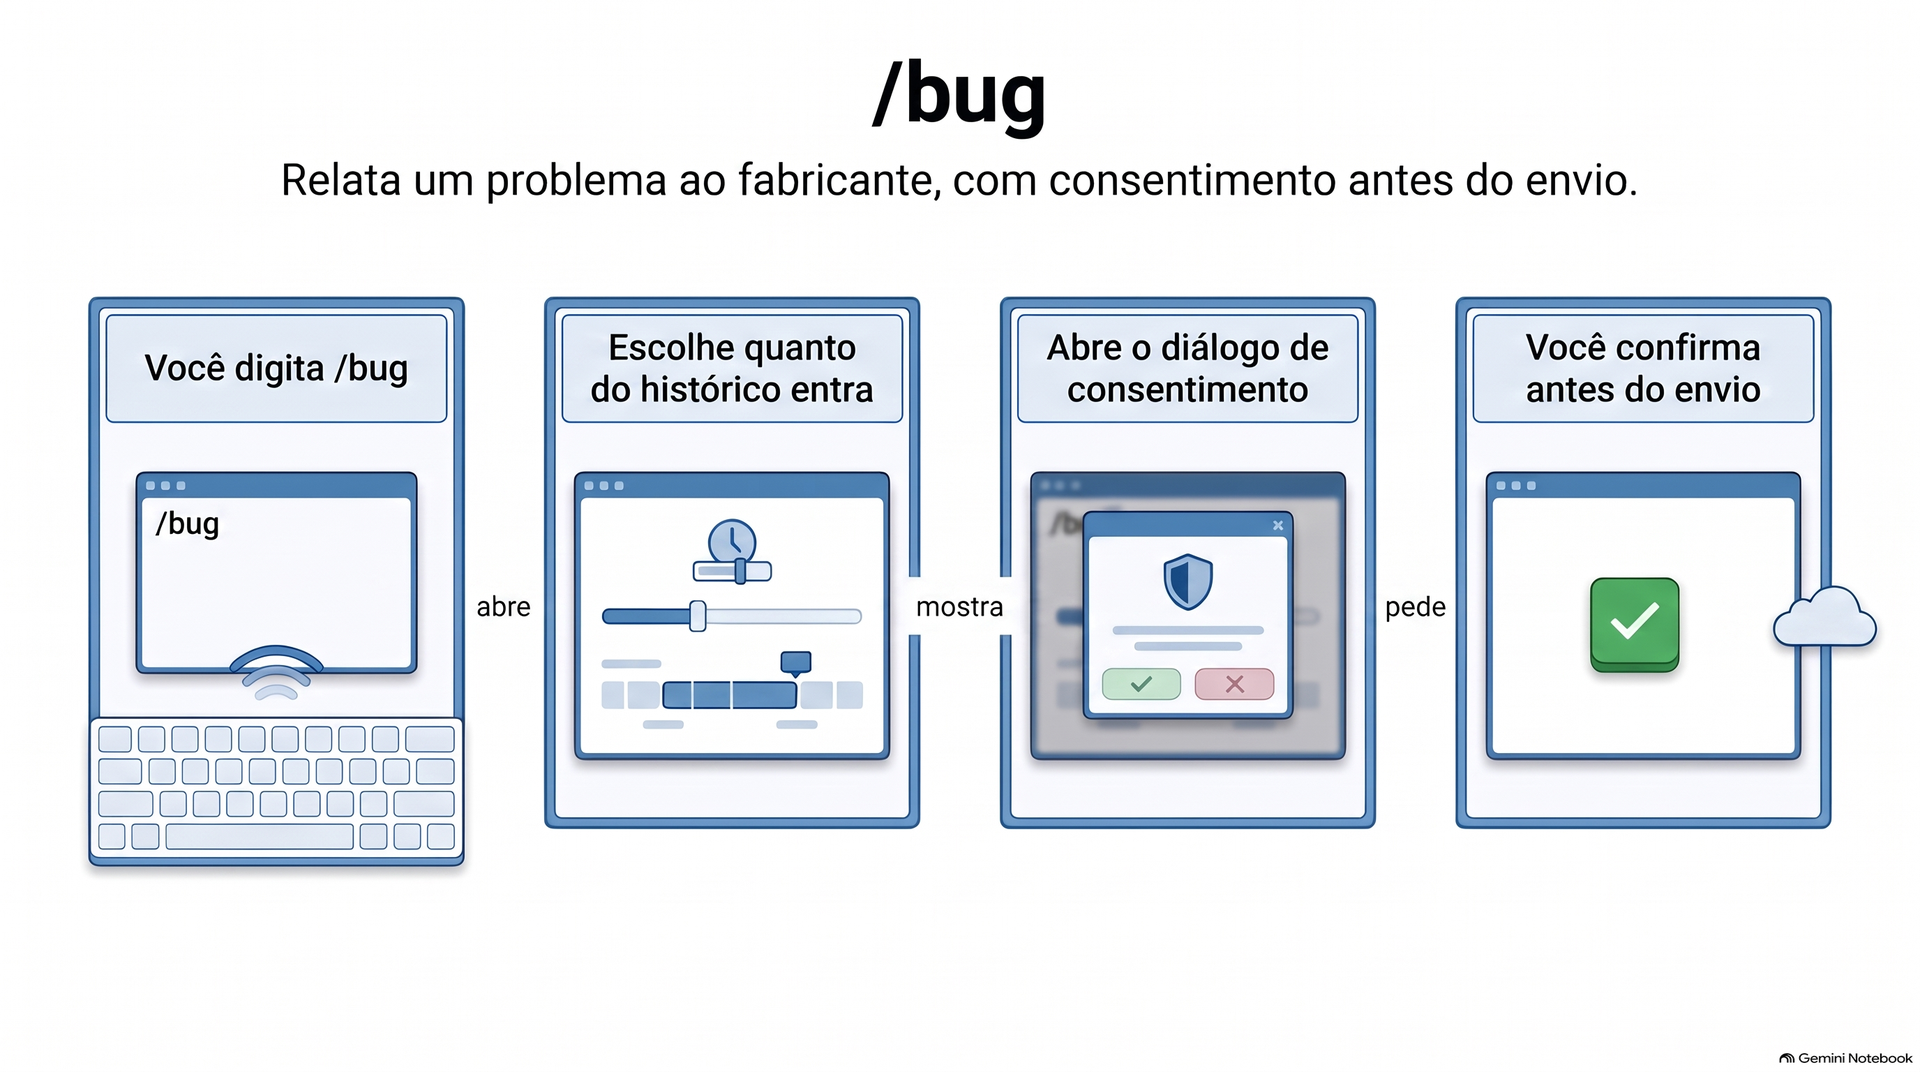 /bug
Relata um problema ao fabricante, com consentimento antes do envio.
Você digita /bug
/bug
abre
Escolhe quanto
do histórico entra
mostra
Abre o diálogo de
consentimento
/bug
pede
Você confirma
antes do envio
Gemini Notebook